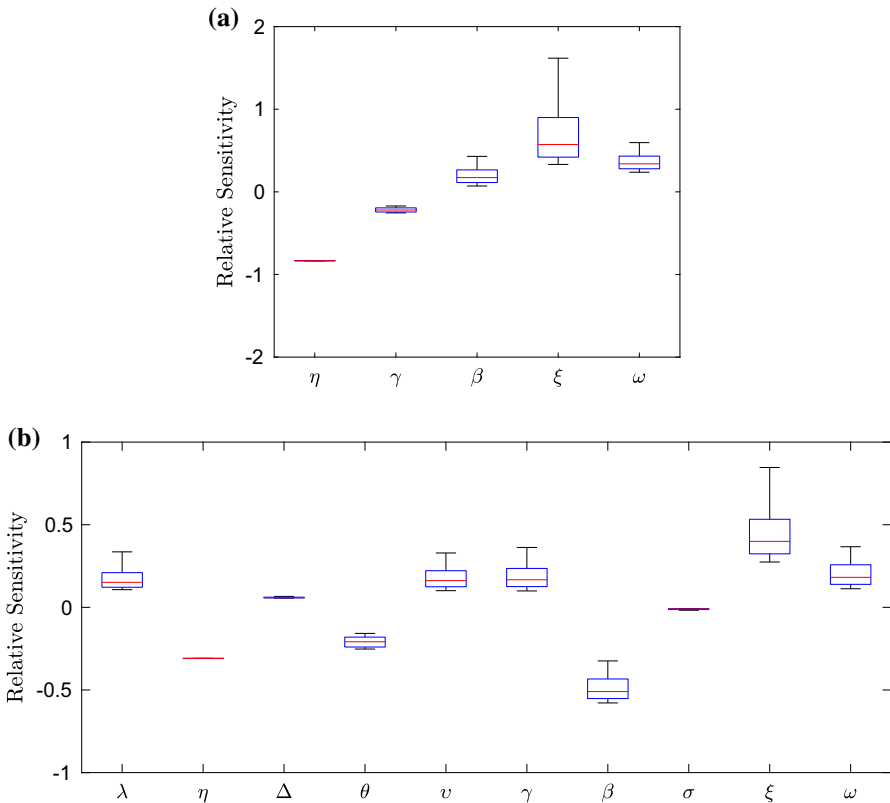 (a)
2
1
0
-1
-2
Relative Sensitivity
η γ β ξ ω
(b)
1
0.5
0
-0.5
-1
Relative Sensitivity
λ η Δ θ υ γ β σ ξ ω